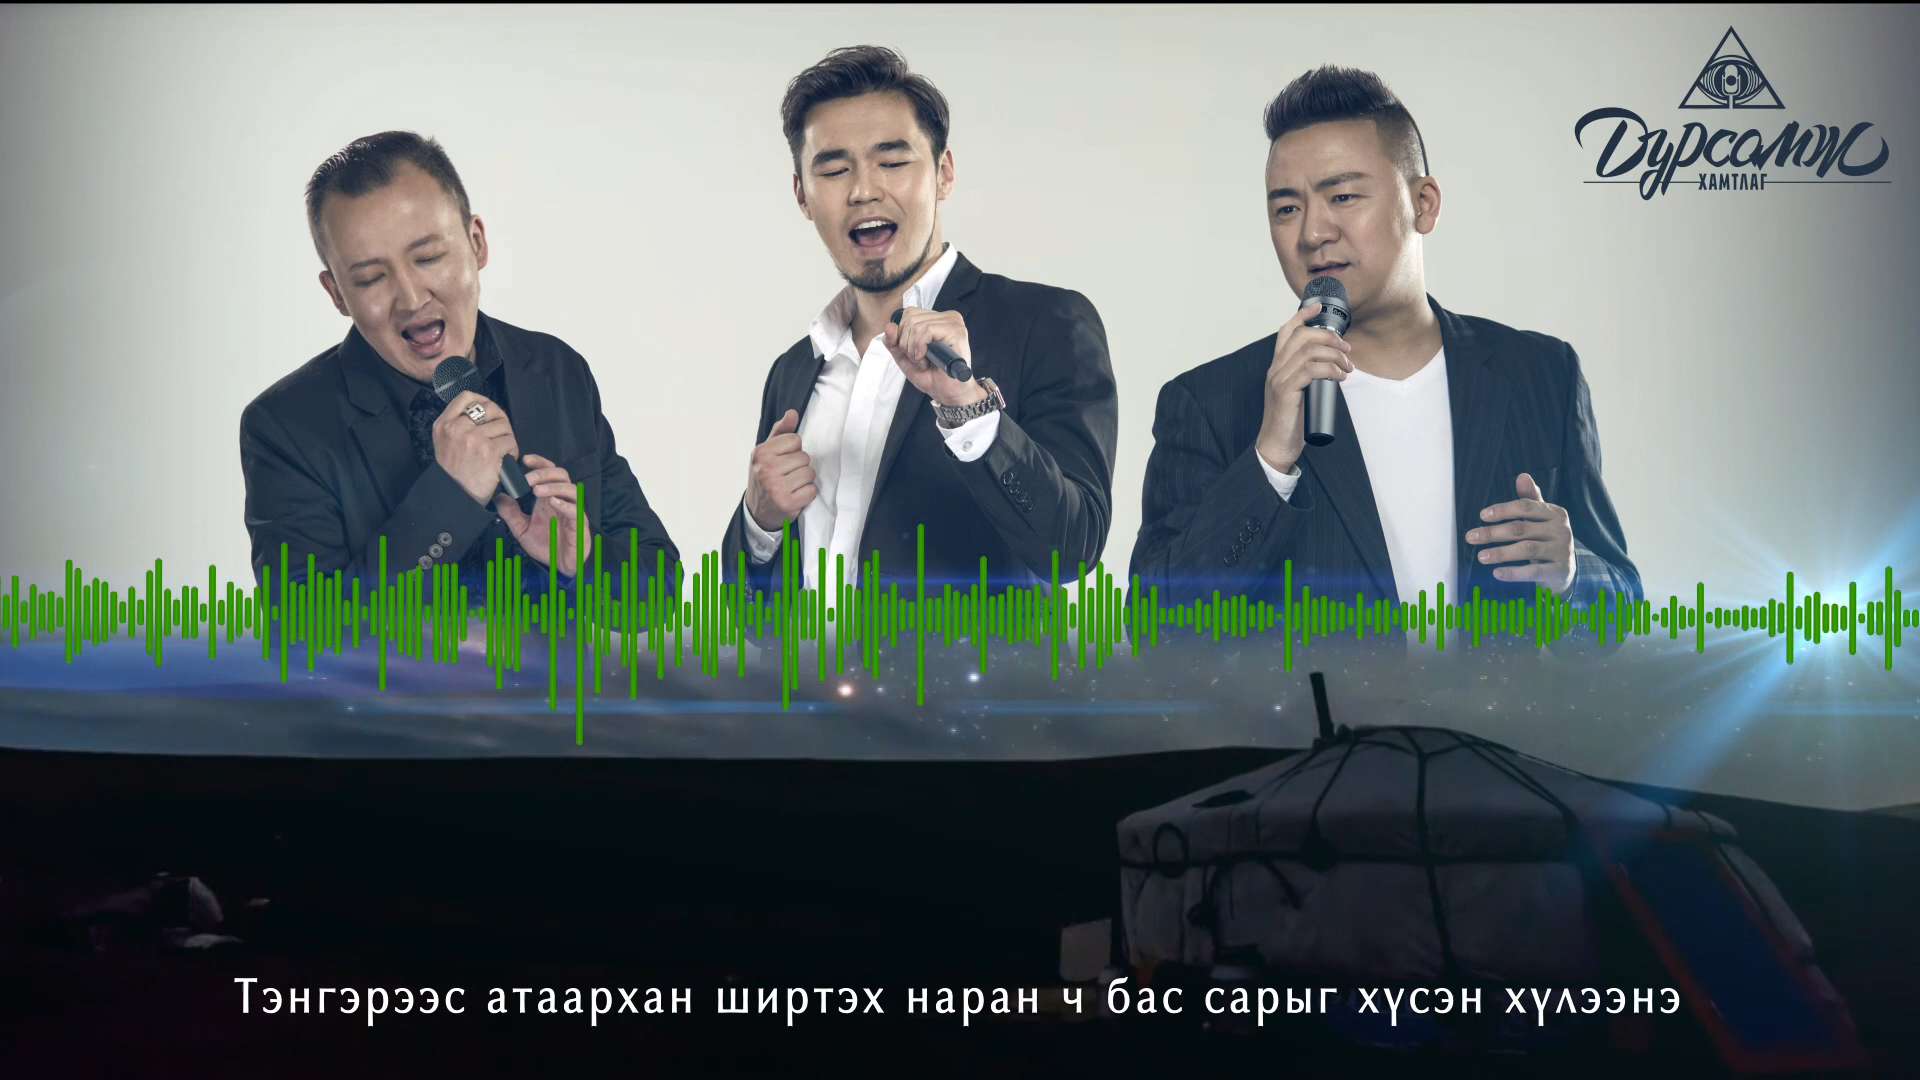 Дурсамж
ХАМТЛАГ
Тэнгэрээс атаархан ширтэх наран ч бас сарыг хүсэн хүлээнэ